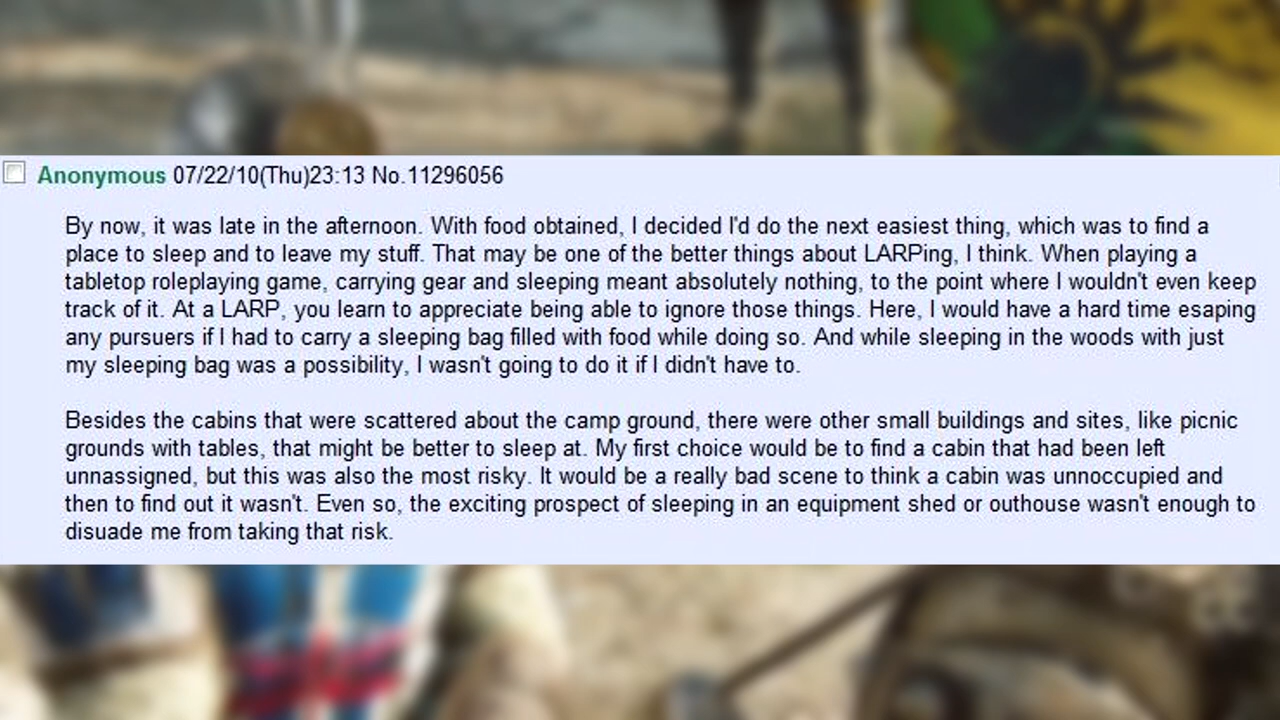 Anonymous 07/22/10(Thu)23:13 No.11296056
By now, it was late in the afternoon. With food obtained, I decided I'd do the next easiest thing, which was to find a
place to sleep and to leave my stuff. That may be one of the better things about LARPing, I think. When playing a
tabletop roleplaying game, carrying gear and sleeping meant absolutely nothing, to the point where I wouldn't even keep
track of it. At a LARP, you learn to appreciate being able to ignore those things. Here, I would have a hard time esaping
any pursuers if I had to carry a sleeping bag filled with food while doing so. And while sleeping in the woods with just
my sleeping bag was a possibility, I wasn't going to do it if I didn't have to.
Besides the cabins that were scattered about the camp ground, there were other small buildings and sites, like picnic
grounds with tables, that might be better to sleep at. My first choice would be to find a cabin that had been left
unnassigned, but this was also the most risky. It would be a really bad scene to think a cabin was unnoccupied and
then to find out it wasn't. Even so, the exciting prospect of sleeping in an equipment shed or outhouse wasn't enough to
disuade me from taking that risk.